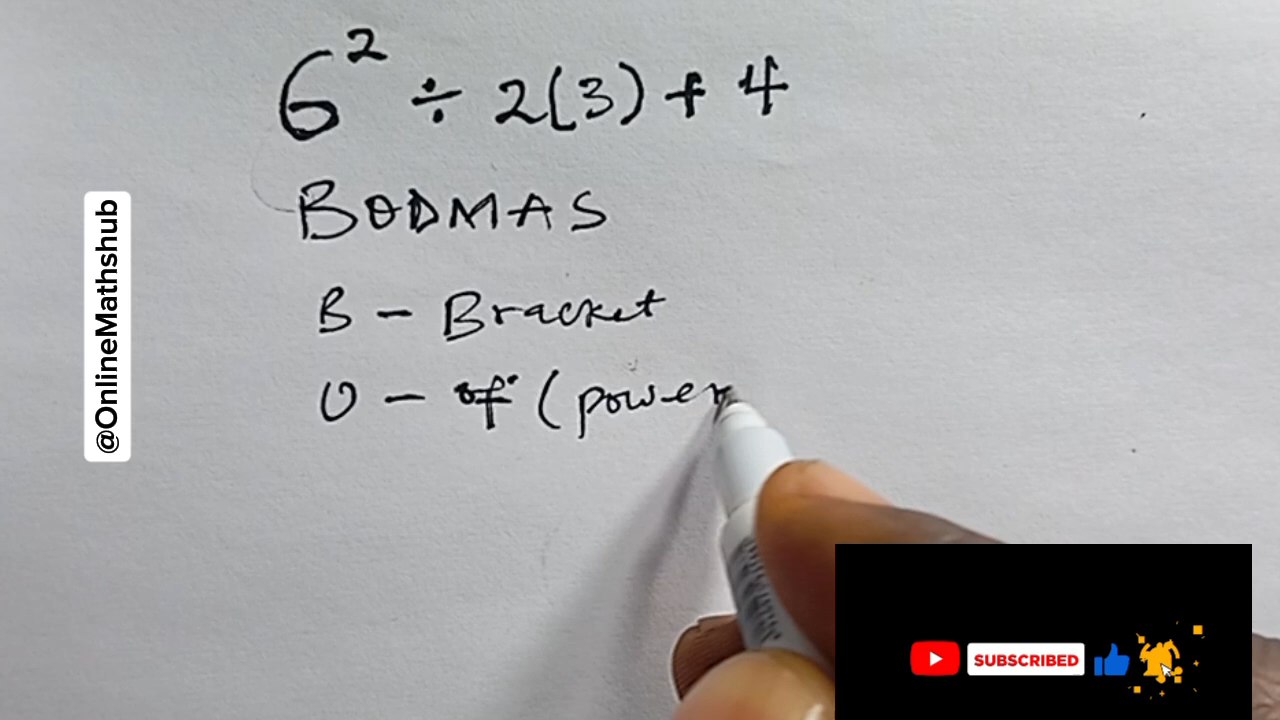 6² ÷ 2(3) + 4
BODMAS
B - Bracket
O - of (power
@OnlineMathshub
SUBSCRIBED